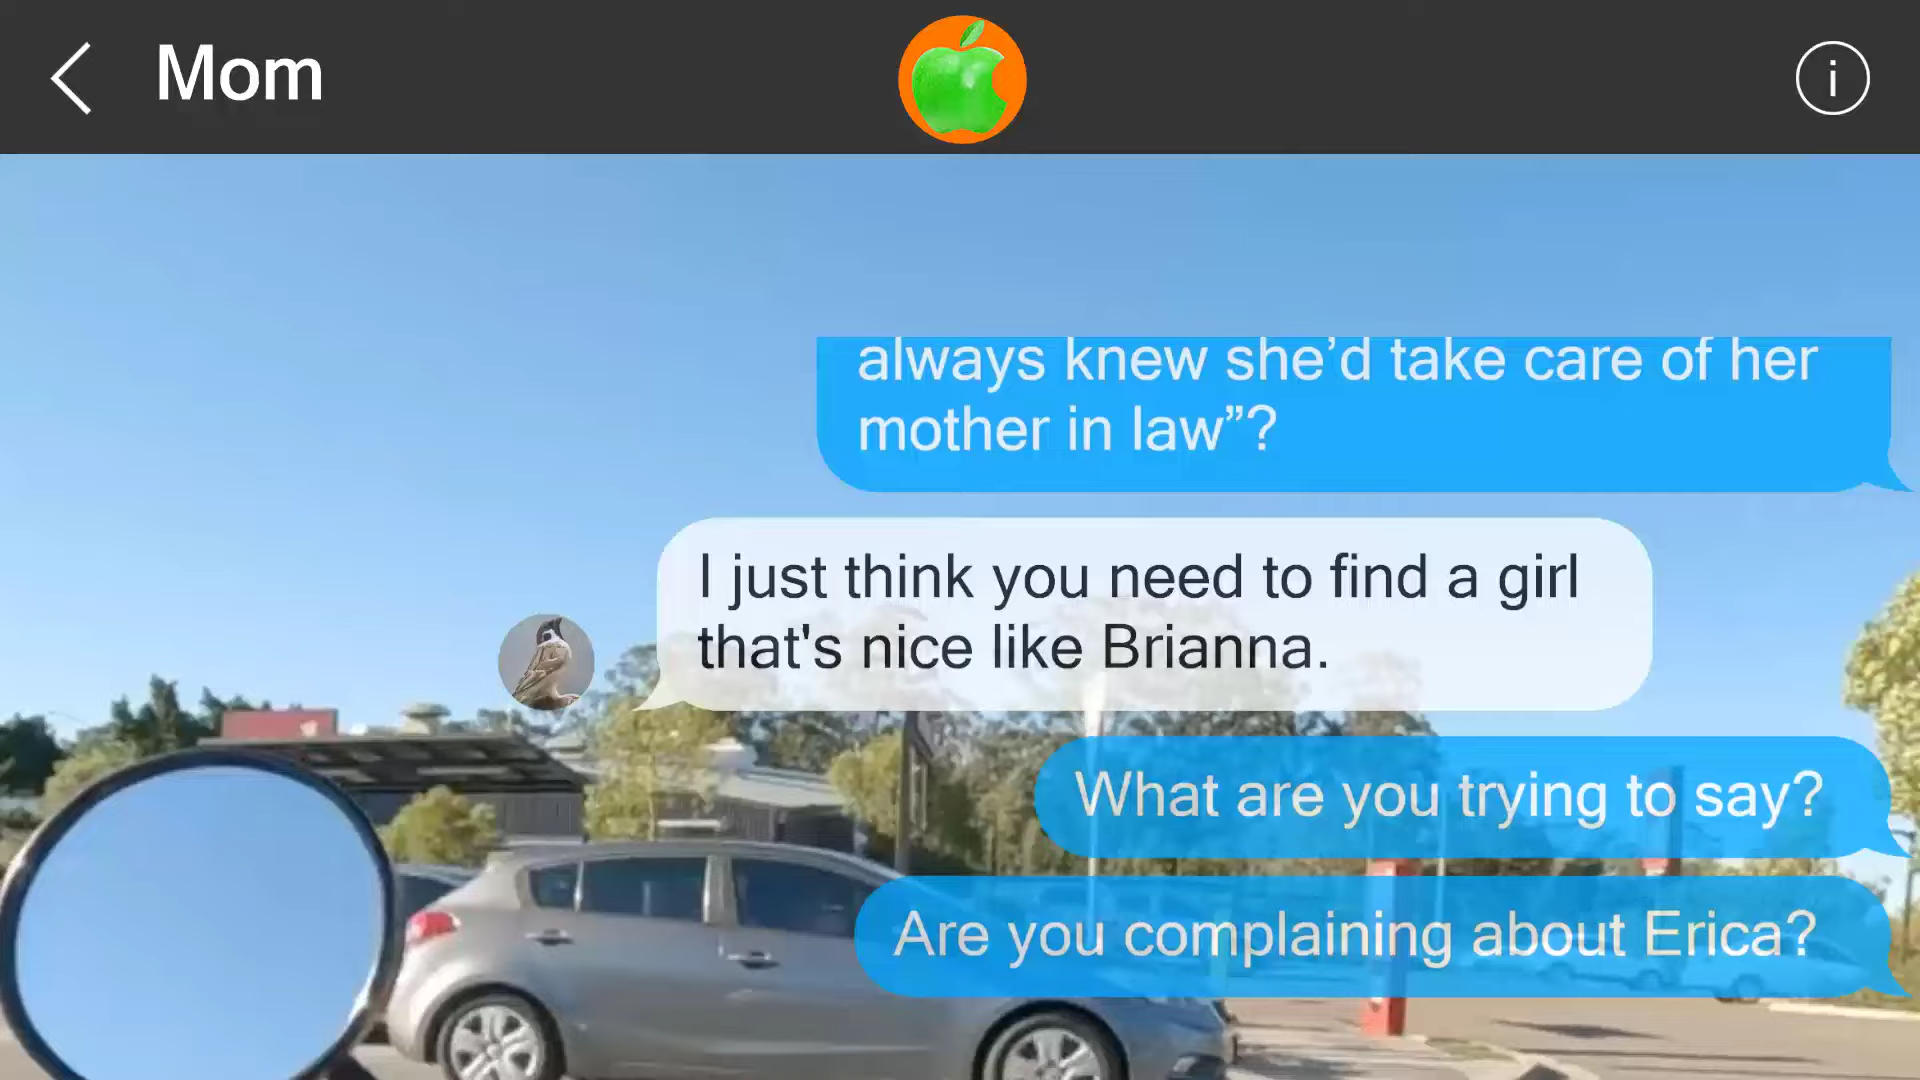 Mom
i
always knew she’d take care of her
mother in law”?
I just think you need to find a girl
that's nice like Brianna.
What are you trying to say?
Are you complaining about Erica?